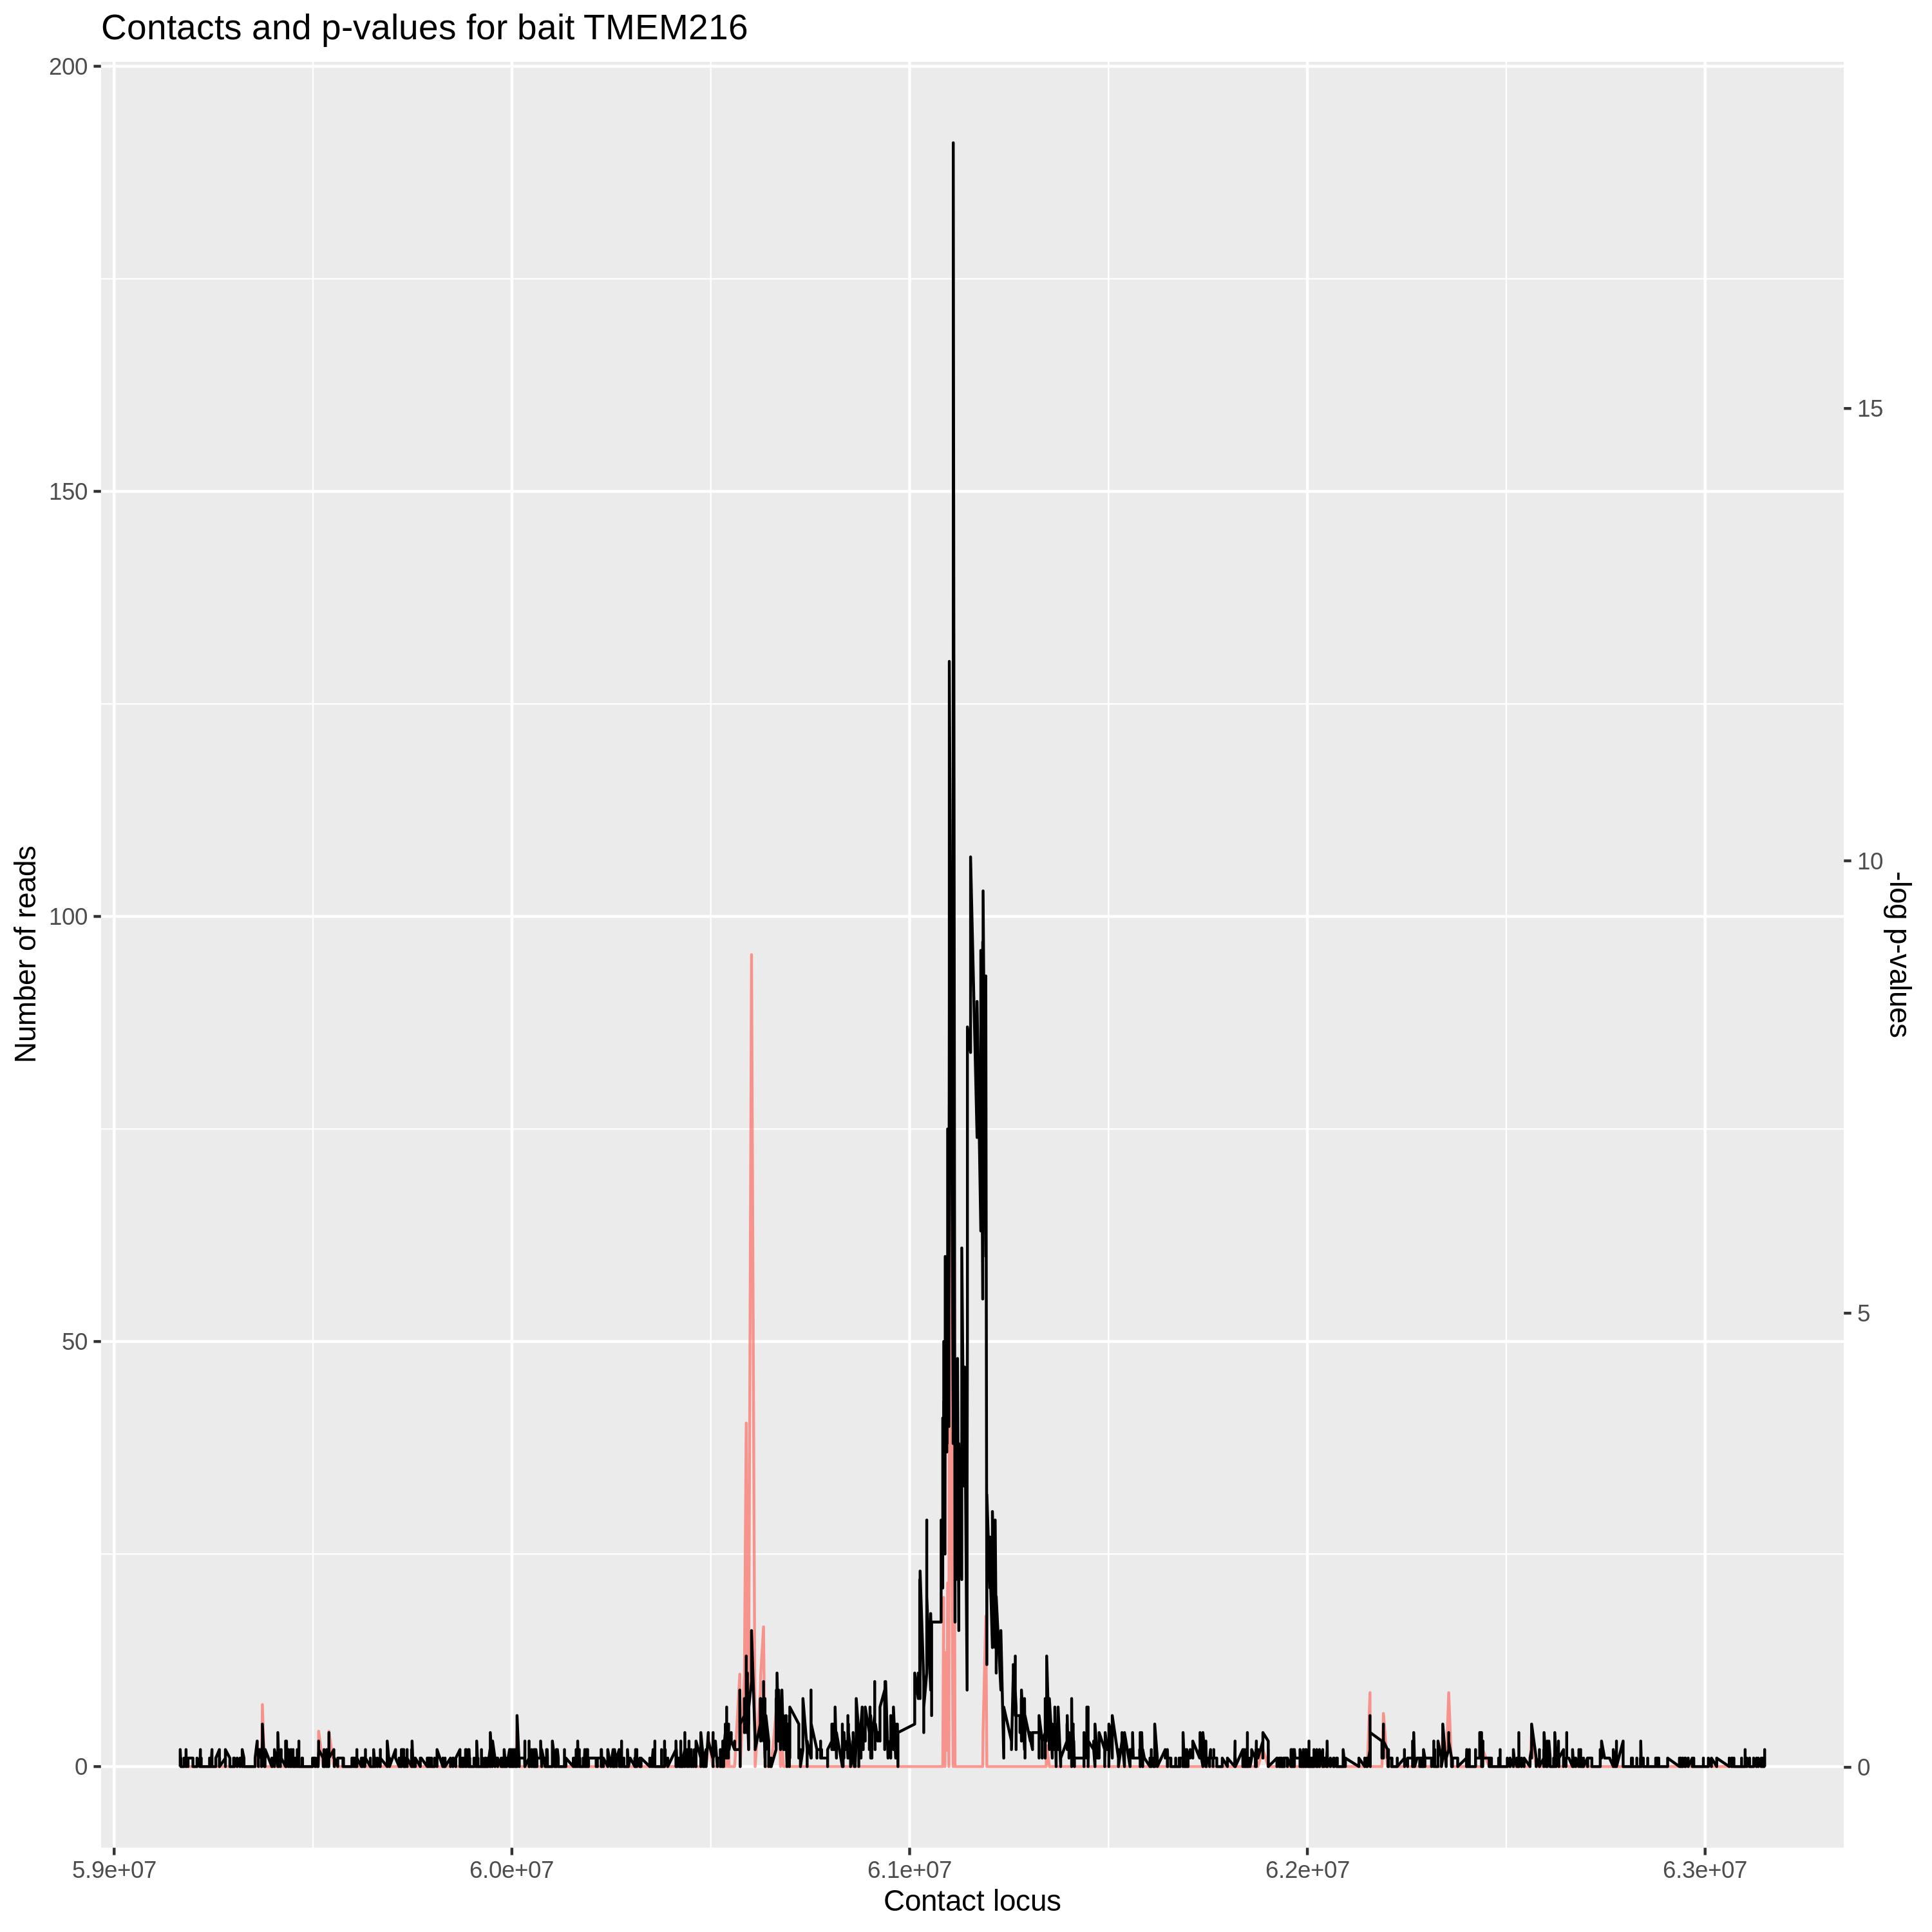 Contacts and p-values for bait TMEM216
200
150
100
50
0
Number of reads
15
10
5
0
-log p-values
5.9e+07 6.0e+07 6.1e+07 6.2e+07 6.3e+07
Contact locus